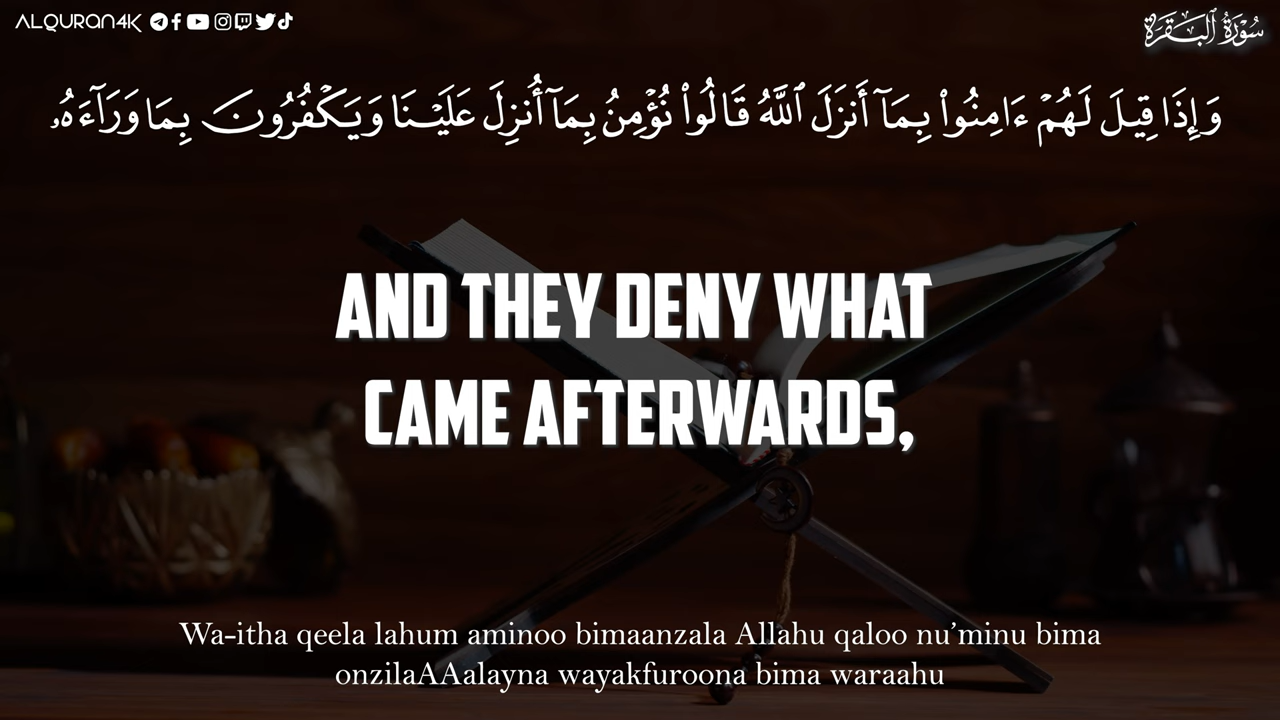 ALQURAN4K
سُورَةُ ٱلْبَقَرَةِ
وَإِذَا قِيلَ لَهُمْ ءَامِنُوا۟ بِمَآ أَنزَلَ ٱللَّهُ قَالُوا۟ نُؤْمِنُ بِمَآ أُنزِلَ عَلَيْنَا وَيَكْفُرُونَ بِمَا وَرَآءَهُۥ
AND THEY DENY WHAT
CAME AFTERWARDS,
Wa-itha qeela lahum aminoo bimaanzala Allahu qaloo nu’minu bima
onzilaAAalayna wayakfuroona bima waraahu